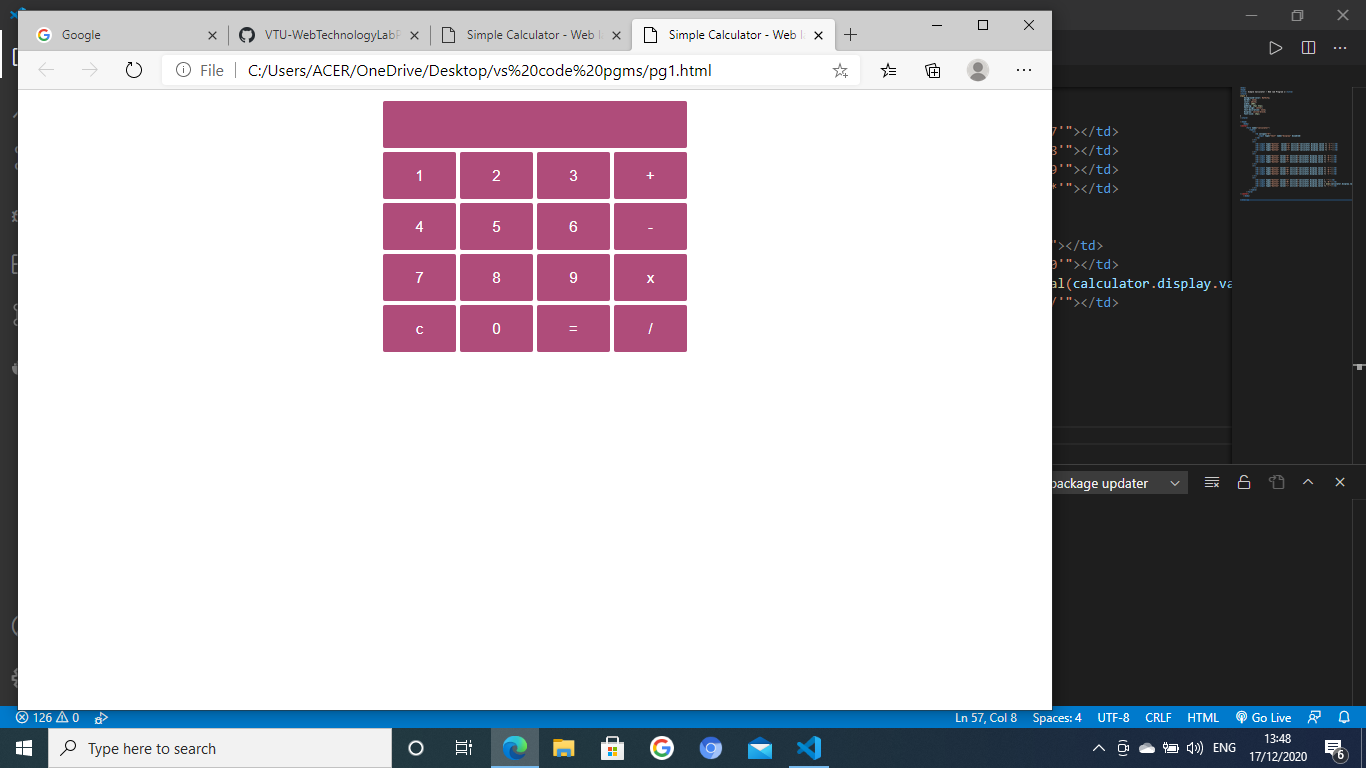 Google
VTU-WebTechnologyLabP
Simple Calculator - Web l
Simple Calculator - Web l
File
C:/Users/ACER/OneDrive/Desktop/vs%20code%20pgms/pg1.html
1 2 3 +
4 5 6 -
7 8 9 x
c 0 = /
7'"></td>
8'"></td>
9'"></td>
*'"></td>
'></td>
0'"></td>
al(calculator.display.va
/'"></td>
package updater
126 0
Ln 57, Col 8
Spaces: 4
UTF-8
CRLF
HTML
Go Live
Type here to search
ENG
13:48
17/12/2020
6